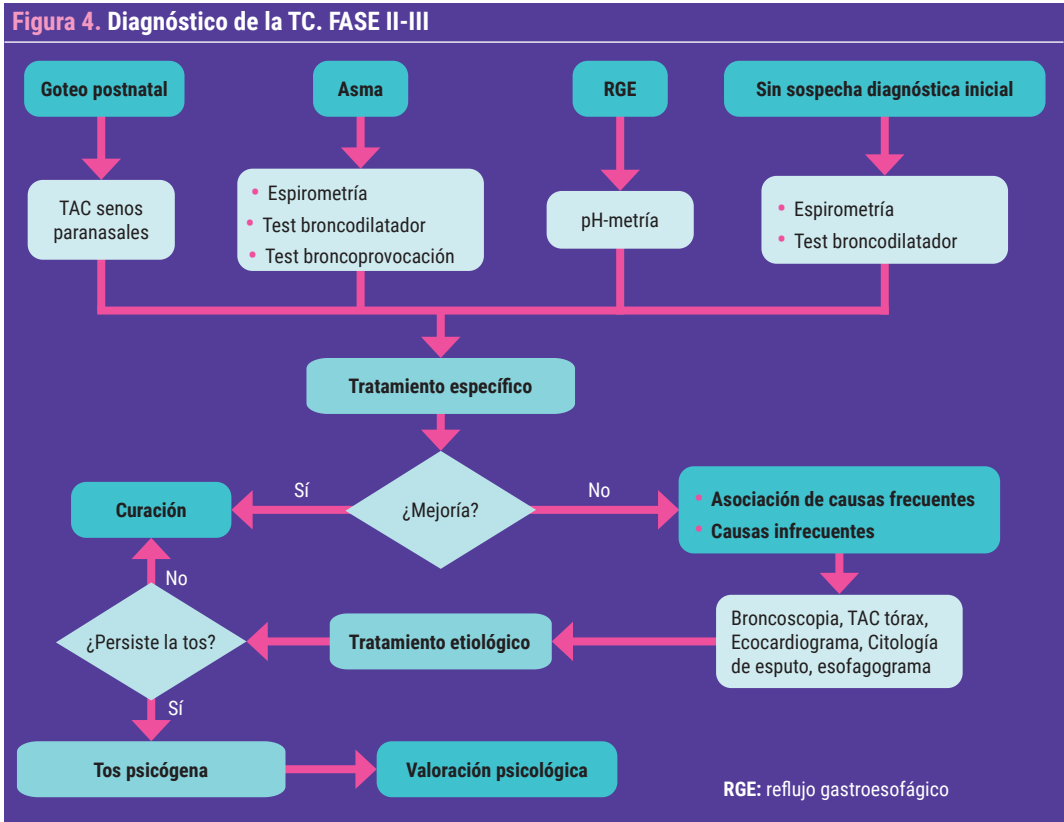 Figura 4. Diagnóstico de la TC. FASE II-III
Goteo postnatal
Asma
RGE
Sin sospecha diagnóstica inicial
TAC senos
paranasales
• Espirometría
• Test broncodilatador
• Test broncoprovocación
pH-metría
• Espirometría
• Test broncodilatador
Tratamiento específico
¿Mejoría?
Sí
No
Curación
• Asociación de causas frecuentes
• Causas infrecuentes
Broncoscopia, TAC tórax,
Ecocardiograma, Citología
de esputo, esofagograma
Tratamiento etiológico
¿Persiste la tos?
No
Sí
Tos psicógena
Valoración psicológica
RGE: reflujo gastroesofágico